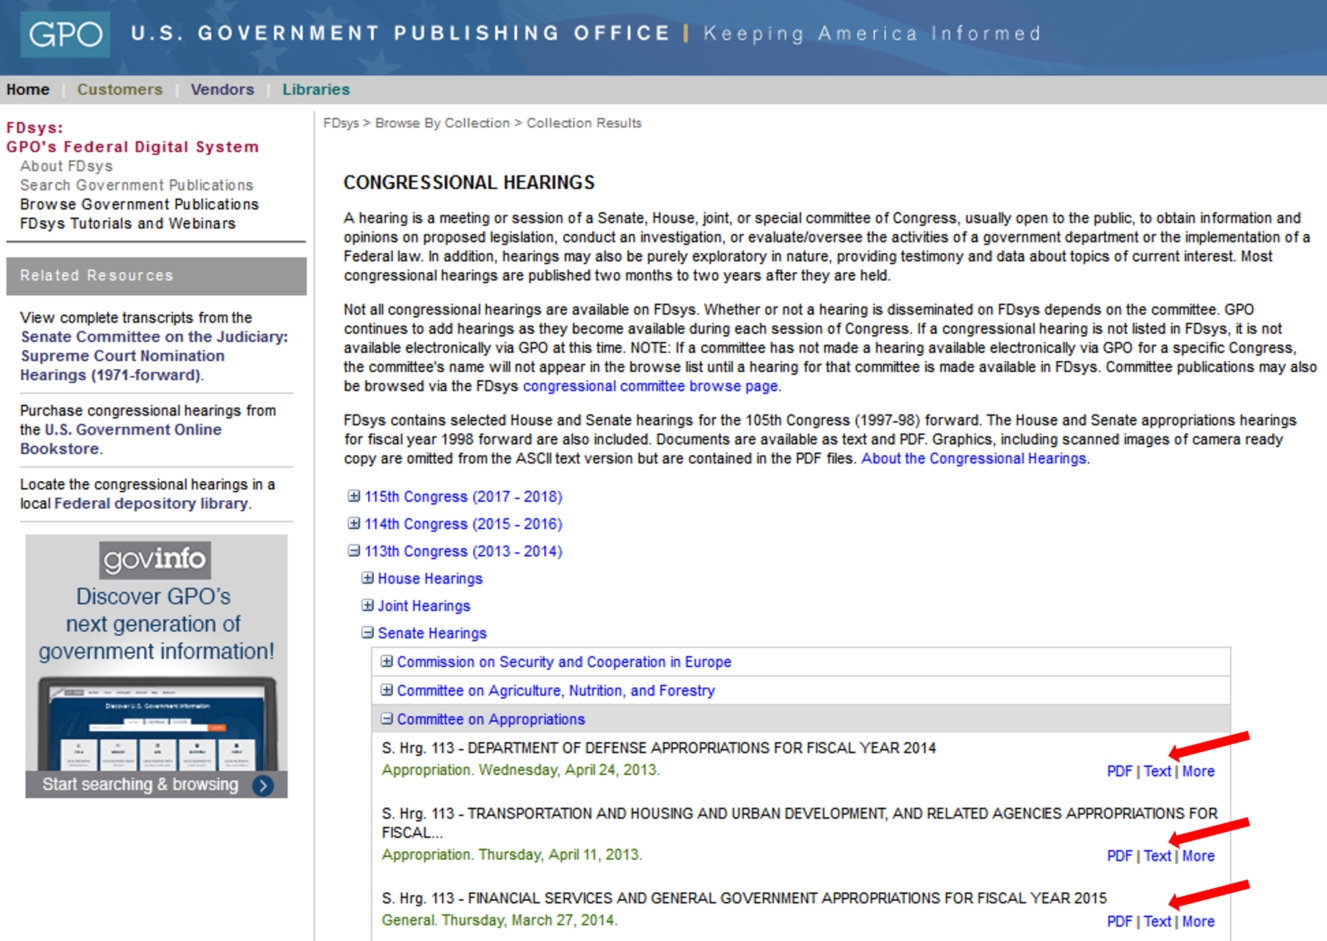 GPO U.S. GOVERNMENT PUBLISHING OFFICE | Keeping America Informed
Home | Customers | Vendors | Libraries
FDsys:
GPO's Federal Digital System
About FDsys
Search Government Publications
Browse Government Publications
FDsys Tutorials and Webinars
Related Resources
View complete transcripts from the
Senate Committee on the Judiciary:
Supreme Court Nomination
Hearings (1971-forward).
Purchase congressional hearings from
the U.S. Government Online
Bookstore.
Locate the congressional hearings in a
local Federal depository library.
govinfo
Discover GPO's
next generation of
government information!
Discover U.S. Government Information
Start searching & browsing
FDsys > Browse By Collection > Collection Results
CONGRESSIONAL HEARINGS
A hearing is a meeting or session of a Senate, House, joint, or special committee of Congress, usually open to the public, to obtain information and
opinions on proposed legislation, conduct an investigation, or evaluate/oversee the activities of a government department or the implementation of a
Federal law. In addition, hearings may also be purely exploratory in nature, providing testimony and data about topics of current interest. Most
congressional hearings are published two months to two years after they are held.
Not all congressional hearings are available on FDsys. Whether or not a hearing is disseminated on FDsys depends on the committee. GPO
continues to add hearings as they become available during each session of Congress. If a congressional hearing is not listed in FDsys, it is not
available electronically via GPO at this time. NOTE: If a committee has not made a hearing available electronically via GPO for a specific Congress,
the committee's name will not appear in the browse list until a hearing for that committee is made available in FDsys. Committee publications may also
be browsed via the FDsys congressional committee browse page.
FDsys contains selected House and Senate hearings for the 105th Congress (1997-98) forward. The House and Senate appropriations hearings
for fiscal year 1998 forward are also included. Documents are available as text and PDF. Graphics, including scanned images of camera ready
copy are omitted from the ASCII text version but are contained in the PDF files. About the Congressional Hearings.
115th Congress (2017 - 2018)
114th Congress (2015 - 2016)
113th Congress (2013 - 2014)
House Hearings
Joint Hearings
Senate Hearings
Commission on Security and Cooperation in Europe
Committee on Agriculture, Nutrition, and Forestry
Committee on Appropriations
S. Hrg. 113 - DEPARTMENT OF DEFENSE APPROPRIATIONS FOR FISCAL YEAR 2014
Appropriation. Wednesday, April 24, 2013.
PDF | Text | More
S. Hrg. 113 - TRANSPORTATION AND HOUSING AND URBAN DEVELOPMENT, AND RELATED AGENCIES APPROPRIATIONS FOR
FISCAL...
Appropriation. Thursday, April 11, 2013.
PDF | Text | More
S. Hrg. 113 - FINANCIAL SERVICES AND GENERAL GOVERNMENT APPROPRIATIONS FOR FISCAL YEAR 2015
General. Thursday, March 27, 2014.
PDF | Text | More